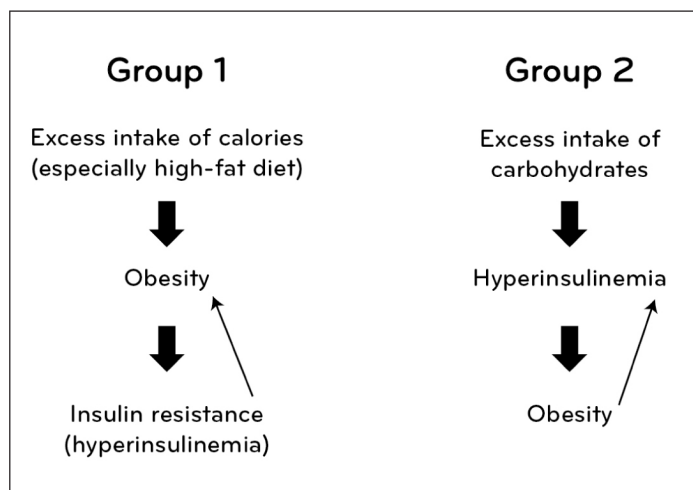 Group 1
Excess intake of calories
(especially high-fat diet)
Obesity
Insulin resistance
(hyperinsulinemia)
Group 2
Excess intake of
carbohydrates
Hyperinsulinemia
Obesity